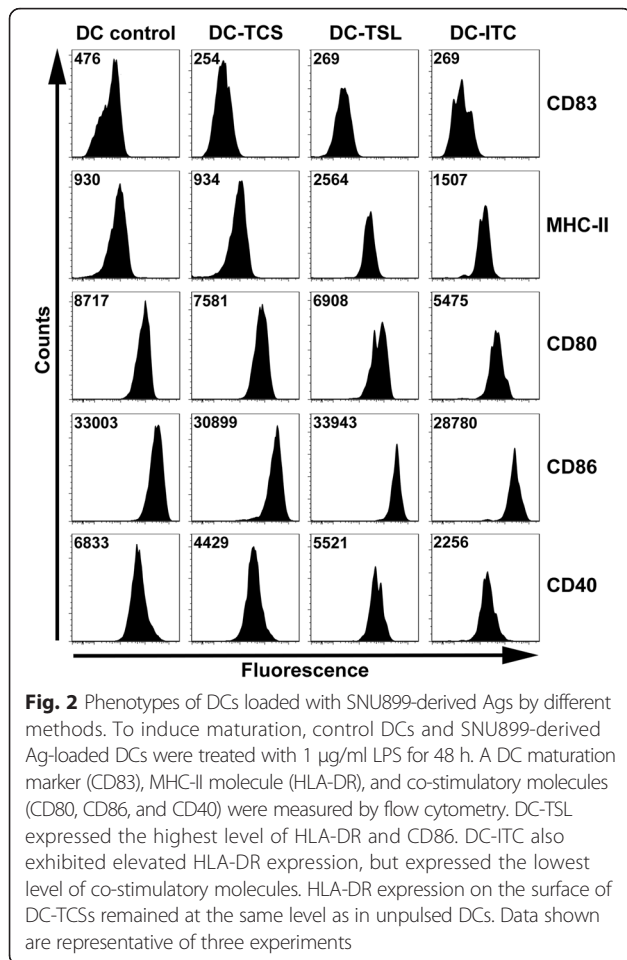 DC control DC-TCS DC-TSL DC-ITC
476 254 269 269 CD83
930 934 2564 1507 MHC-II
8717 7581 6908 5475 CD80
33003 30899 33943 28780 CD86
6833 4429 5521 2256 CD40
Counts
Fluorescence
Fig. 2 Phenotypes of DCs loaded with SNU899-derived Ags by different
methods. To induce maturation, control DCs and SNU899-derived
Ag-loaded DCs were treated with 1 μg/ml LPS for 48 h. A DC maturation
marker (CD83), MHC-II molecule (HLA-DR), and co-stimulatory molecules
(CD80, CD86, and CD40) were measured by flow cytometry. DC-TSL
expressed the highest level of HLA-DR and CD86. DC-ITC also
exhibited elevated HLA-DR expression, but expressed the lowest
level of co-stimulatory molecules. HLA-DR expression on the surface of
DC-TCSs remained at the same level as in unpulsed DCs. Data shown
are representative of three experiments